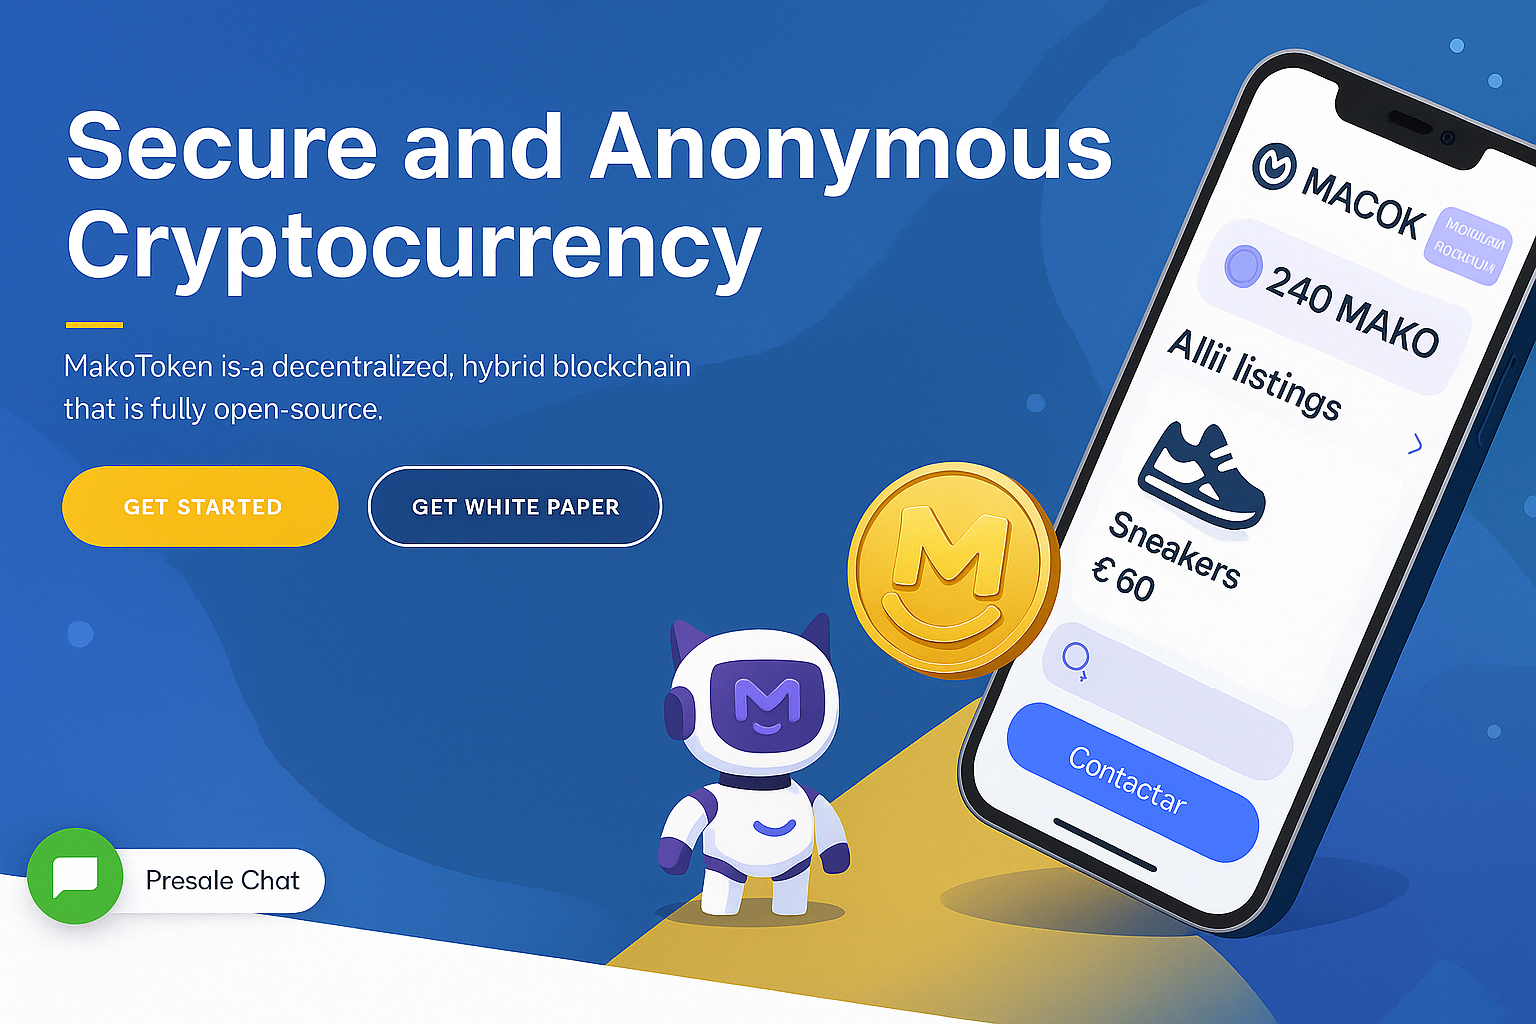 Secure and Anonymous
Cryptocurrency
MakoToken is-a decentralized, hybrid blockchain
that is fully open-source,
GET STARTED
GET WHITE PAPER
MACOK
240 MAKO
Allii listings
Sneakers
€ 60
Contactar
M
M
Presale Chat